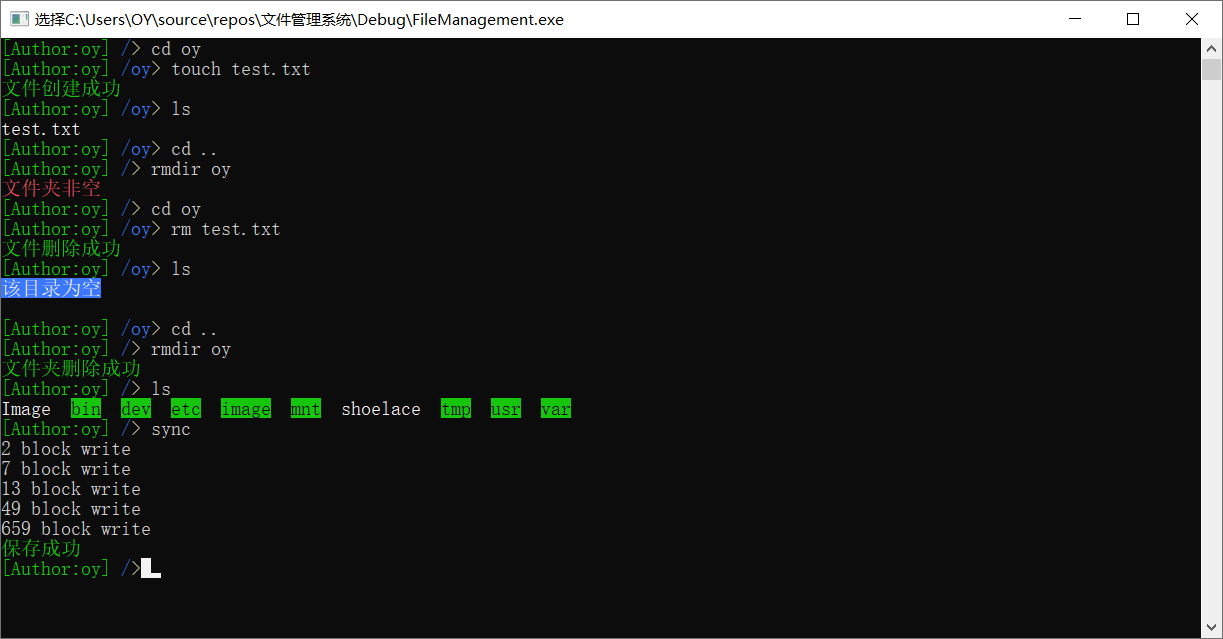 选择C:\Users\OY\source\repos\文件管理系统\Debug\FileManagement.exe
[Author:oy] /> cd oy
[Author:oy] /oy> touch test.txt
文件创建成功
[Author:oy] /oy> ls
test.txt
[Author:oy] /oy> cd ..
[Author:oy] /> rmdir oy
文件夹非空
[Author:oy] /> cd oy
[Author:oy] /oy> rm test.txt
文件删除成功
[Author:oy] /oy> ls
该目录为空
[Author:oy] /oy> cd ..
[Author:oy] /> rmdir oy
文件夹删除成功
[Author:oy] /> ls
Image  bin  dev  etc  image  mnt  shoelace  tmp  usr  var
[Author:oy] /> sync
2 block write
7 block write
13 block write
49 block write
659 block write
保存成功
[Author:oy] />